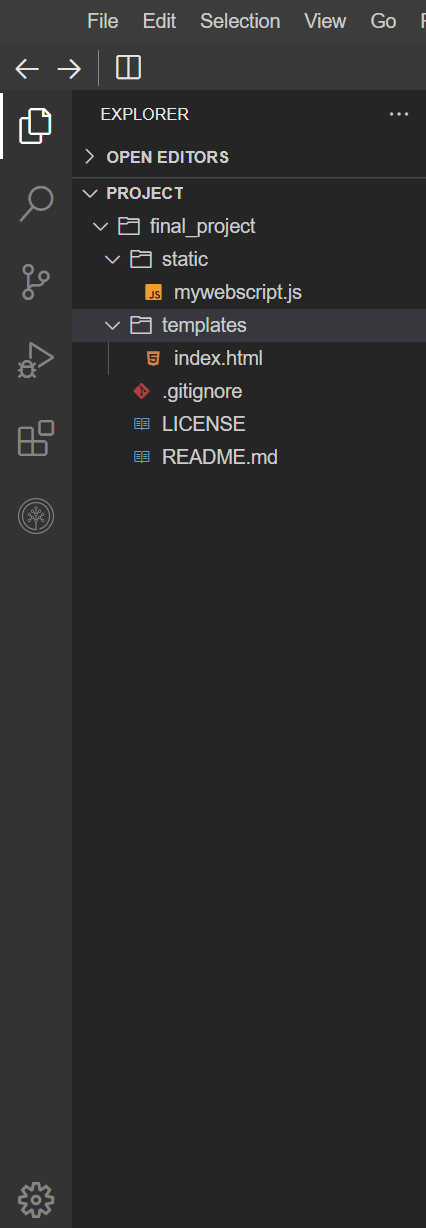 File Edit Selection View Go
EXPLORER
OPEN EDITORS
PROJECT
final_project
static
JS mywebscript.js
templates
index.html
.gitignore
LICENSE
README.md